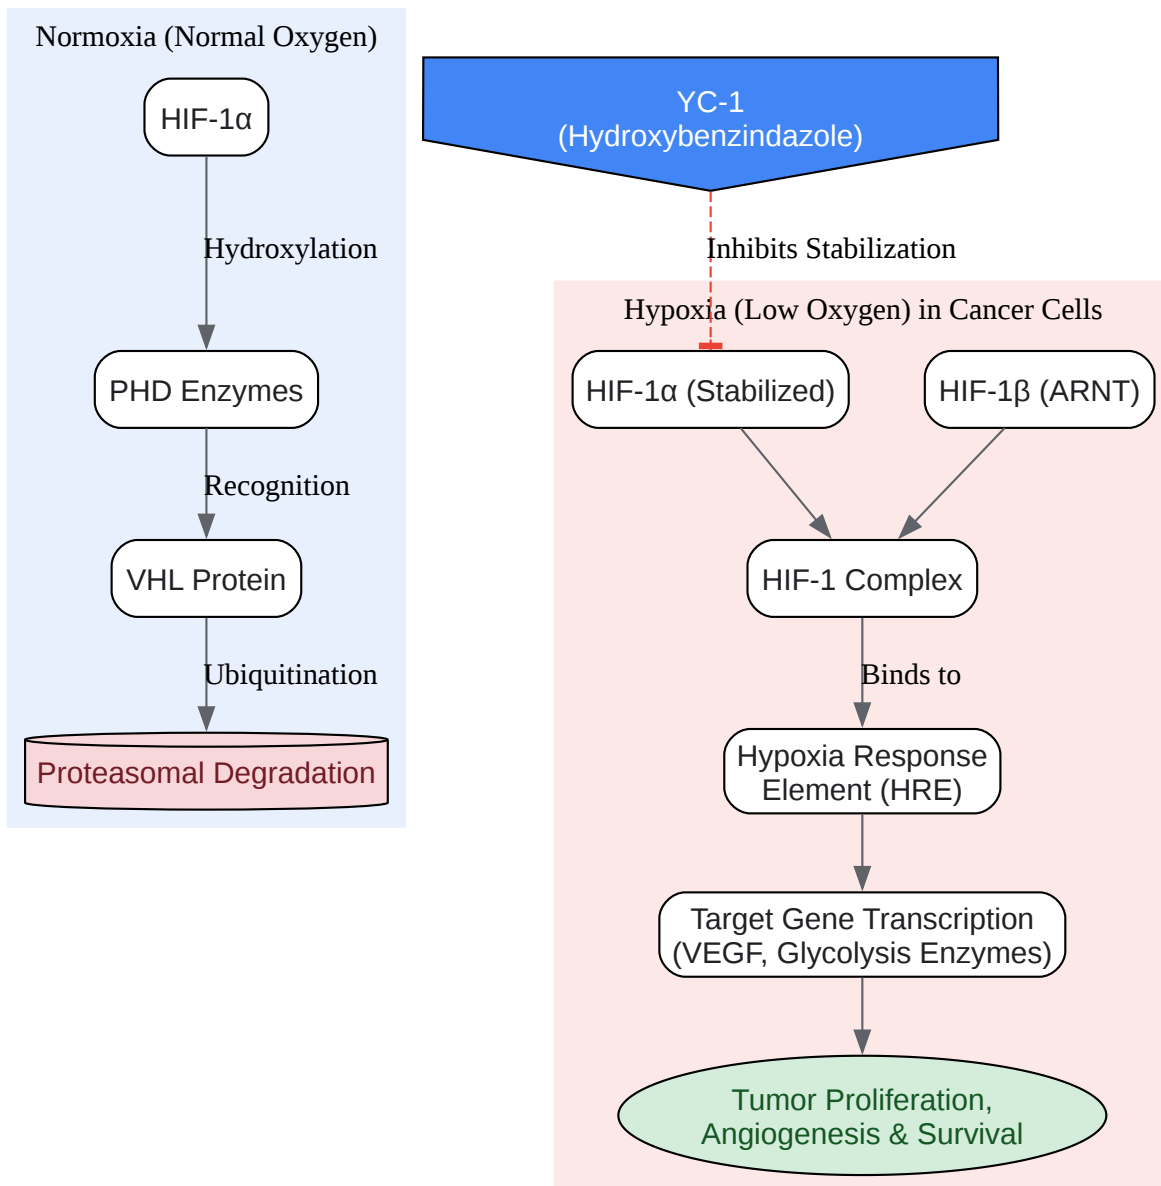 Normoxia (Normal Oxygen)
HIF-1α
Hydroxylation
PHD Enzymes
Recognition
VHL Protein
Ubiquitination
Proteasomal Degradation
YC-1
(Hydroxybenzindazole)
Inhibits Stabilization
Hypoxia (Low Oxygen) in Cancer Cells
HIF-1α (Stabilized)
HIF-1β (ARNT)
HIF-1 Complex
Binds to
Hypoxia Response
Element (HRE)
Target Gene Transcription
(VEGF, Glycolysis Enzymes)
Tumor Proliferation,
Angiogenesis & Survival